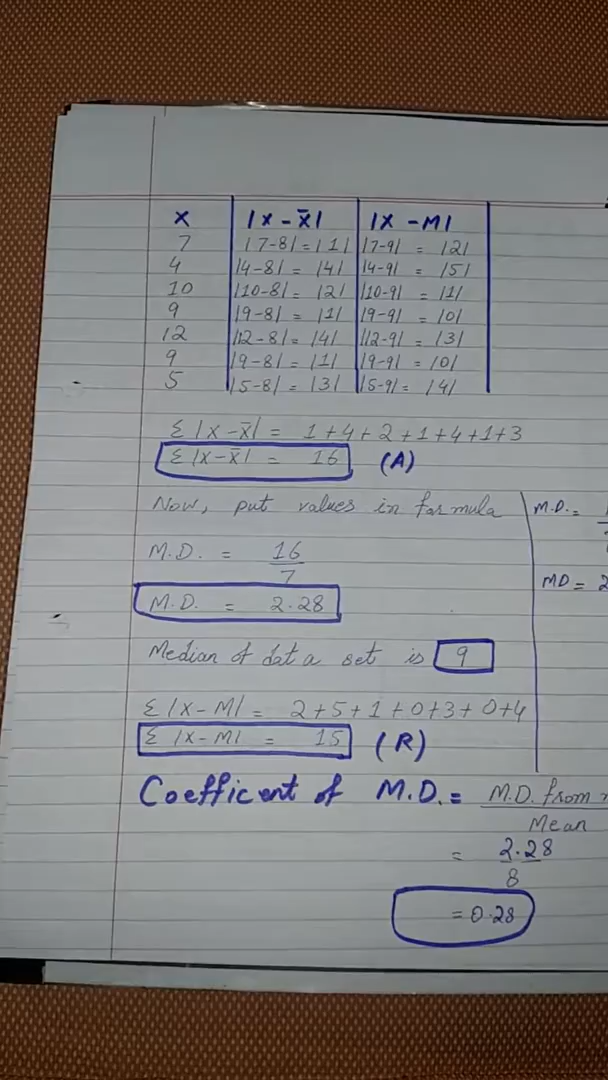 X |X - X̄| |X - M|
7 |7-8| = |1| |7-9| = |2|
4 |4-8| = |4| |4-9| = |5|
10 |10-8| = |2| |10-9| = |1|
9 |9-8| = |1| |9-9| = |0|
12 |12-8| = |4| |12-9| = |3|
9 |9-8| = |1| |9-9| = |0|
5 |5-8| = |3| |5-9| = |4|
Σ |X-X̄| = 1+4+2+1+4+1+3
Σ |X-X̄| = 16 (A)
Now, put values in formula
M.D. = 16/7
M.D. = 2.28
M.D. =
MD = 2
Median of data set is 9
Σ |X-M| = 2+5+1+0+3+0+4
Σ |X-M| = 15 (R)
Coefficent of M.D. = M.D. from
Mean
= 2.28
8
= 0.28